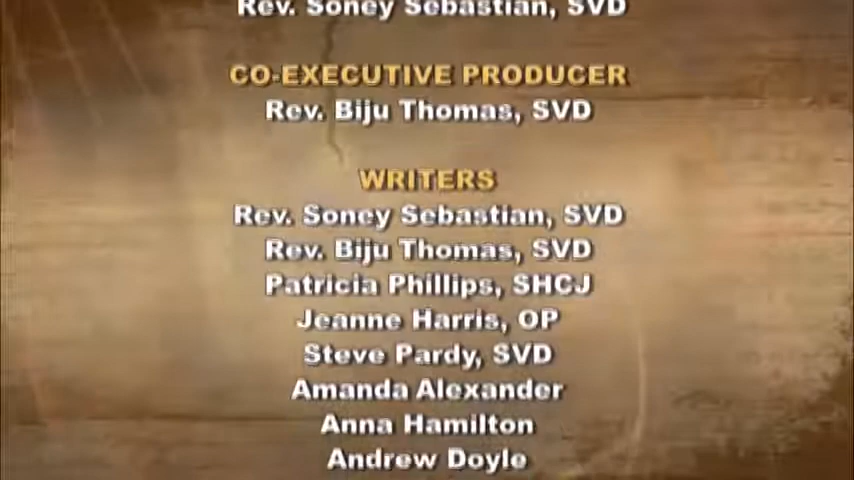 Rev. Soney Sebastian, SVD
CO-EXECUTIVE PRODUCER
Rev. Biju Thomas, SVD
WRITERS
Rev. Soney Sebastian, SVD
Rev. Biju Thomas, SVD
Patricia Phillips, SHCJ
Jeanne Harris, OP
Steve Pardy, SVD
Amanda Alexander
Anna Hamilton
Andrew Doyle